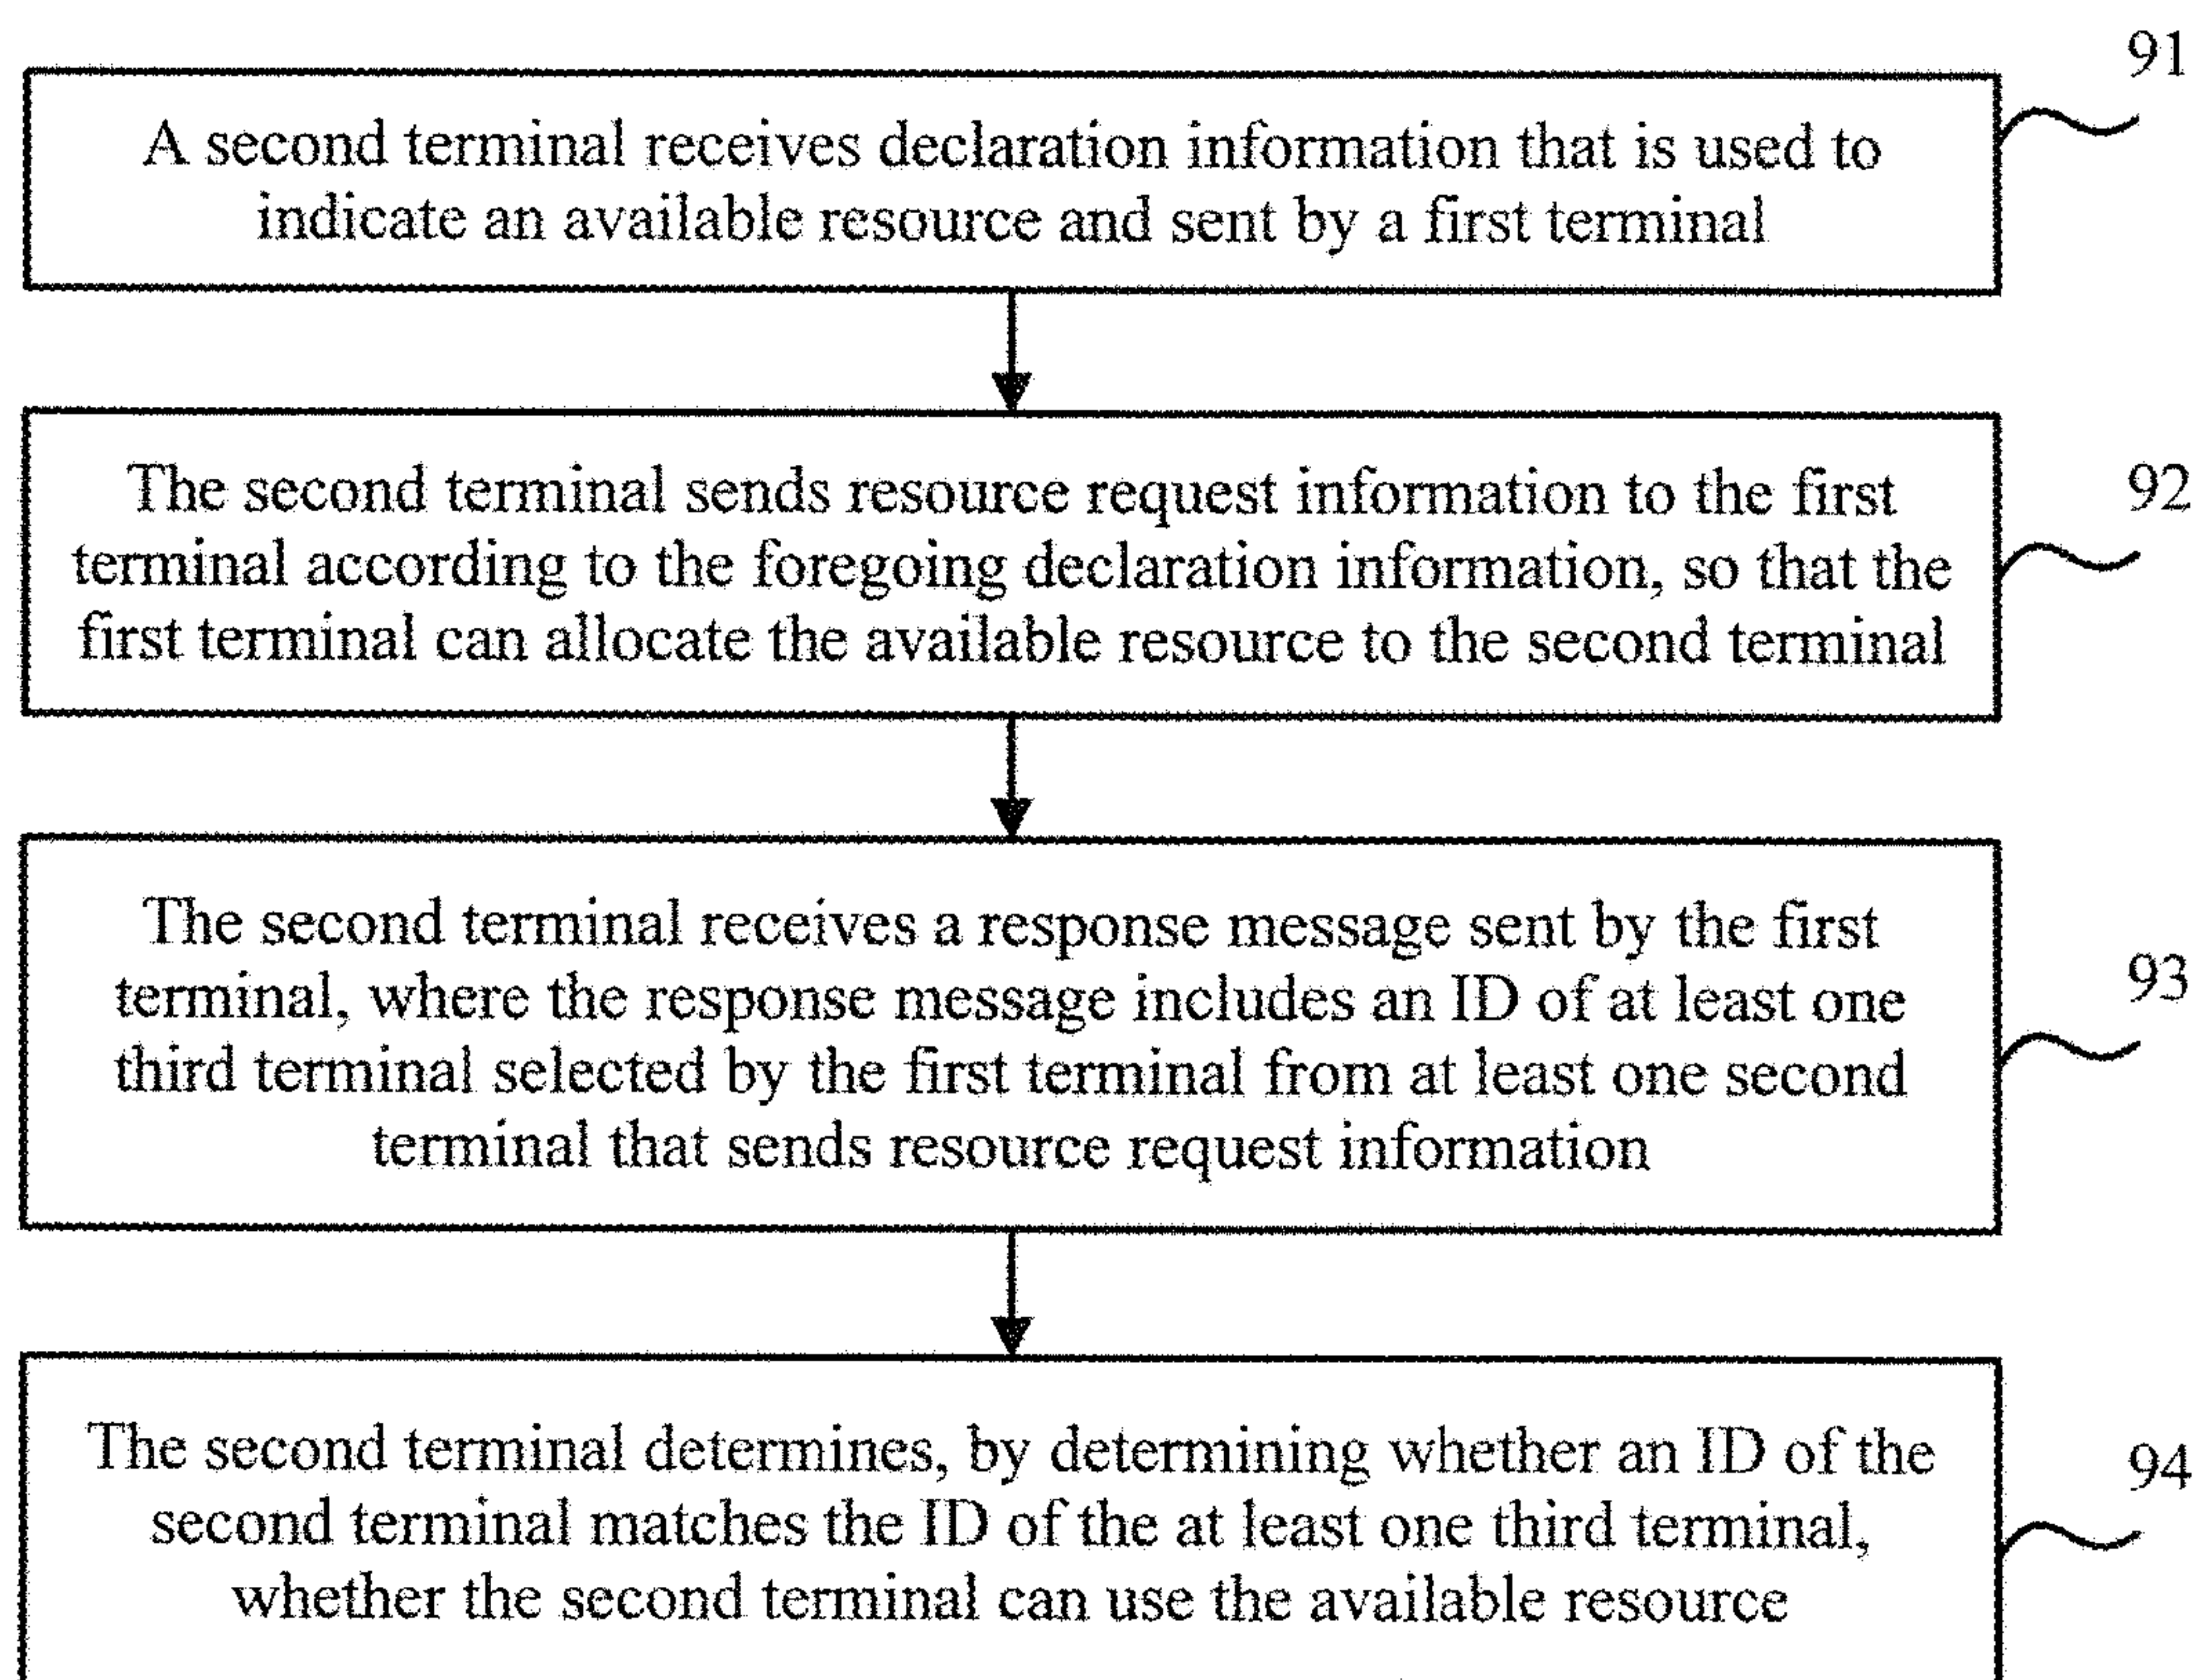 91
A second terminal receives declaration information that is used to
indicate an available resource and sent by a first terminal
The second terminal sends resource request information to the first
92
terminal according to the foregoing declaration information, so that the
first terminal can allocate the available resource to the second terminal
The second terminal receives a response message sent by the first
terminal, where the response message includes an ID of at least one
93
third terminal selected by the first terminal from at least one second
terminal that sends resource request information
The second terminal determines, by determining whether an ID of the
94
second terminal matches the ID of the at least one third terminal,
whether the second terminal can use the available resource